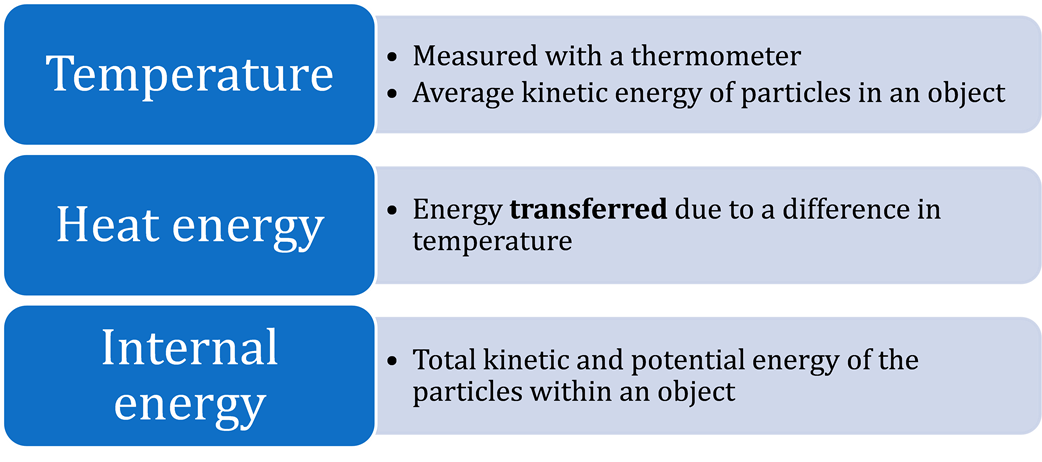 Temperature
• Measured with a thermometer
• Average kinetic energy of particles in an object
Heat energy
• Energy transferred due to a difference in
temperature
Internal
energy
• Total kinetic and potential energy of the
particles within an object